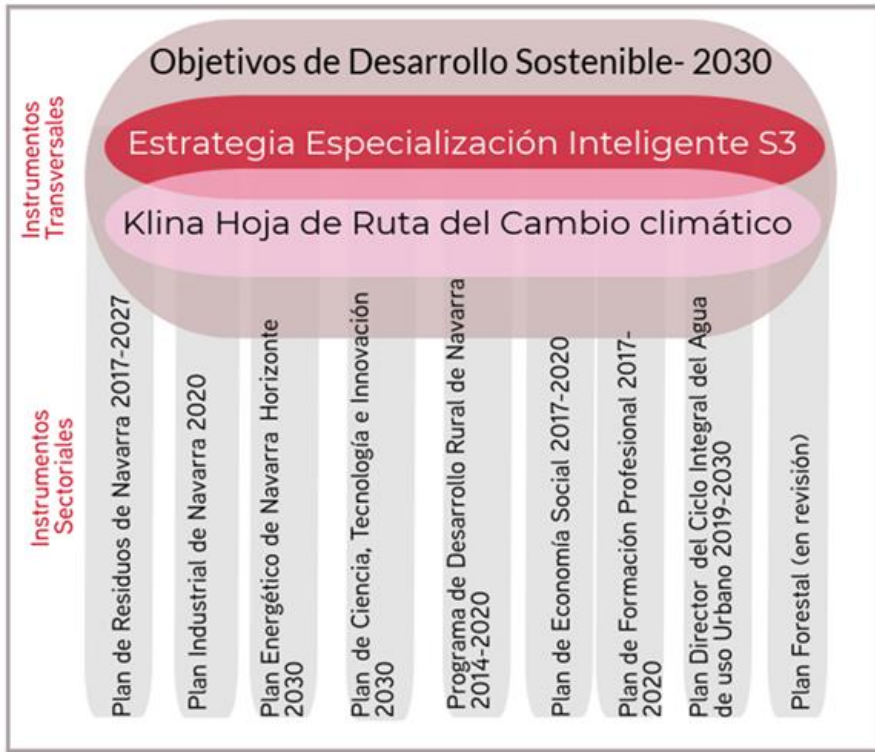 Objetivos de Desarrollo Sostenible- 2030
Instrumentos
Transversales
Estrategia Especialización Inteligente S3
Klina Hoja de Ruta del Cambio climático
Instrumentos
Sectoriales
Plan de Residuos de Navarra 2017-2027
Plan Industrial de Navarra 2020
Plan Energético de Navarra Horizonte
2030
Plan de Ciencia, Tecnología e Innovación
2030
Programa de Desarrollo Rural de Navarra
2014-2020
Plan de Economía Social 2017-2020
Plan de Formación Profesional 2017-
2020
Plan Director del Ciclo Integral del Agua
de uso Urbano 2019-2030
Plan Forestal (en revisión)